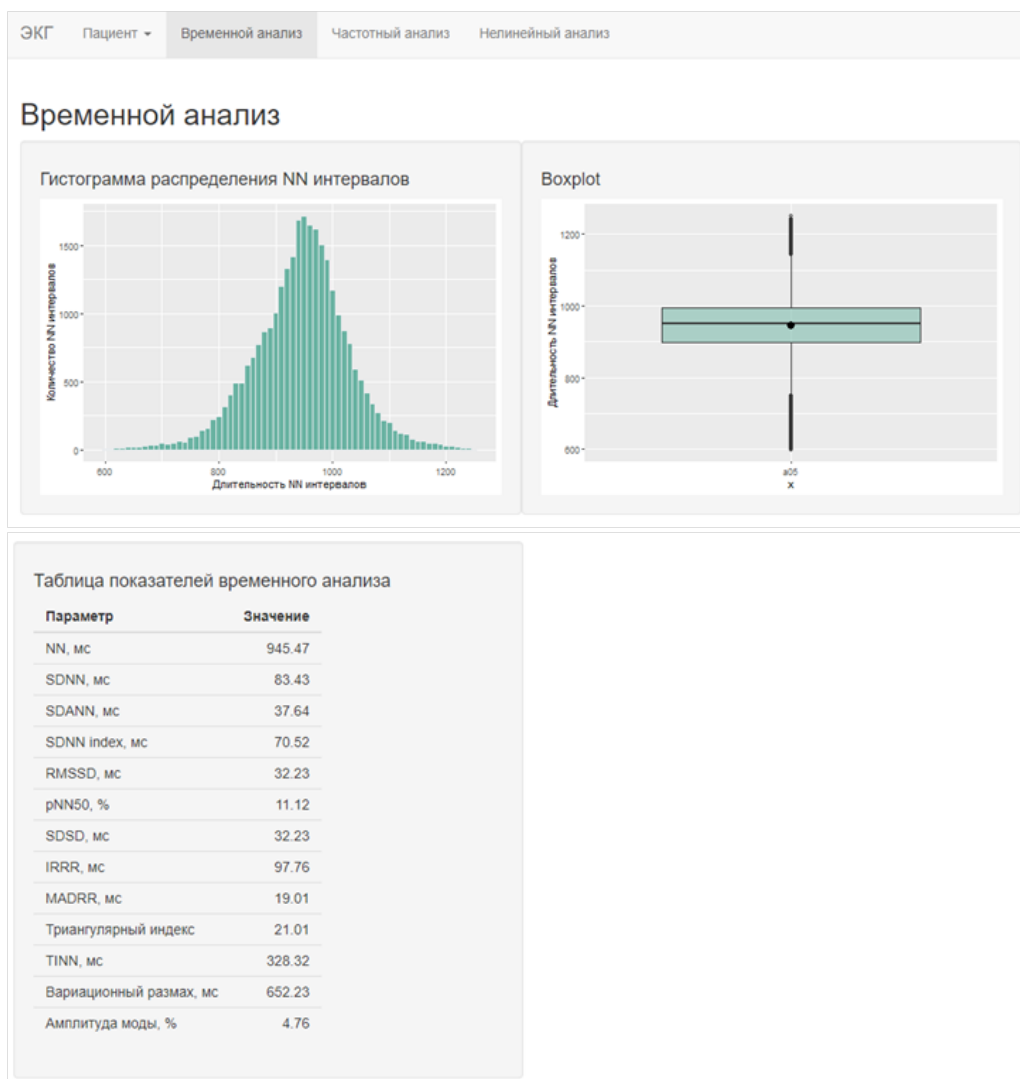 ЭКГ Пациент Временной анализ Частотный анализ Нелинейный анализ
Временной анализ
Гистограмма распределения NN интервалов
Количество NN интервалов
1500
1000
500
0
600 800 1000 1200
Длительность NN интервалов
Boxplot
Длительность NN интервалов
1200
1000
800
600
a05
x
Таблица показателей временного анализа
Параметр Значение
NN, мс 945.47
SDNN, мс 83.43
SDANN, мс 37.64
SDNN index, мс 70.52
RMSSD, мс 32.23
pNN50, % 11.12
SDSD, мс 32.23
IRRR, мс 97.76
MADRR, мс 19.01
Триангулярный индекс 21.01
TINN, мс 328.32
Вариационный размах, мс 652.23
Амплитуда моды, % 4.76